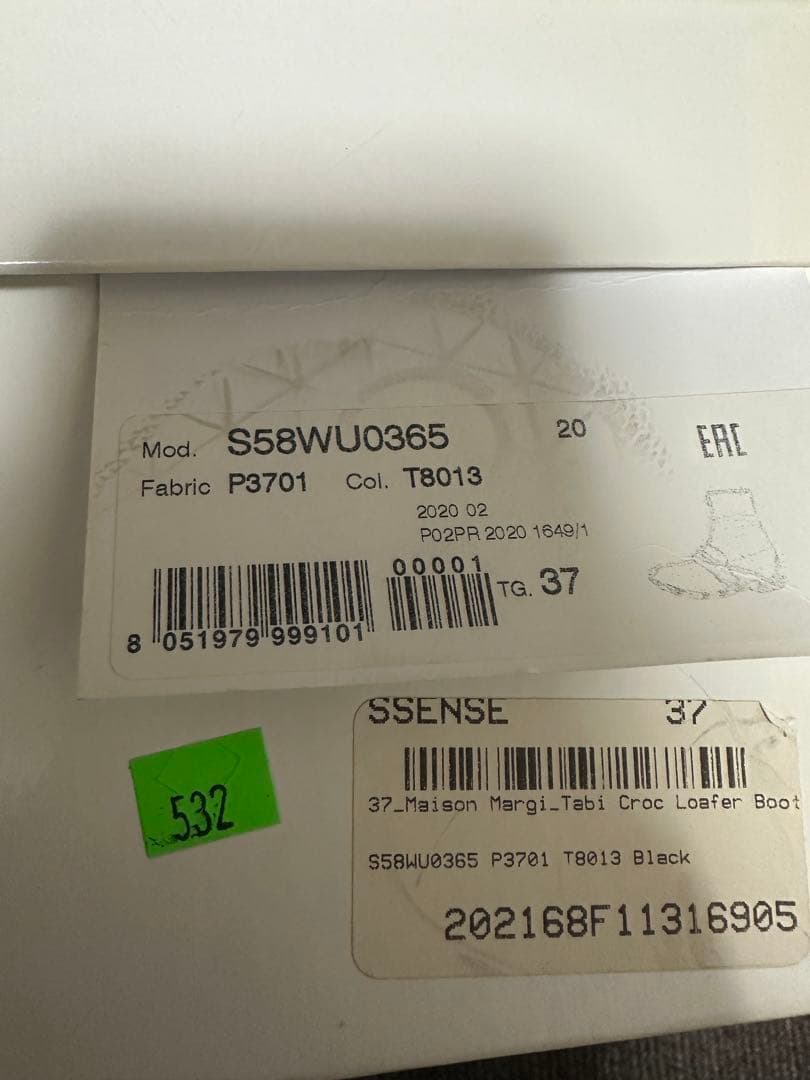 Mod. S58WU0365 20
EAC
Fabric P3701 Col. T8013
2020 02
P02PR 2020 1649/1
00001
TG. 37
8 051979 999101
SSENSE 37
37_Maison Margi_Tabi Croc Loafer Boot
S58WU0365 P3701 T8013 Black
202168F11316905
532